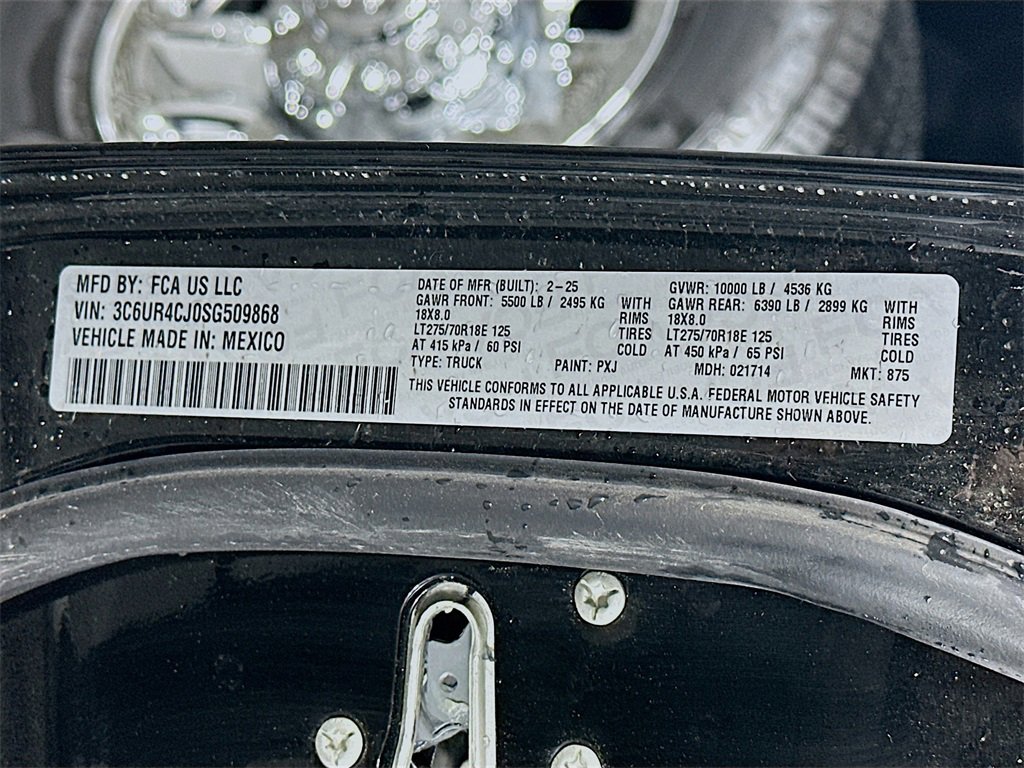 MFD BY: FCA US LLC
VIN: 3C6UR4CJ0SG509868
VEHICLE MADE IN: MEXICO
DATE OF MFR (BUILT): 2-25
GAWR FRONT: 5500 LB / 2495 KG WITH
18X8.0 RIMS
LT275/70R18E 125 TIRES
AT 415 kPa / 60 PSI COLD
TYPE: TRUCK PAINT: PXJ
GVWR: 10000 LB / 4536 KG
GAWR REAR: 6390 LB / 2899 KG WITH
18X8.0 RIMS
LT275/70R18E 125 TIRES
AT 450 kPa / 65 PSI COLD
MDH: 021714 MKT: 875
THIS VEHICLE CONFORMS TO ALL APPLICABLE U.S.A. FEDERAL MOTOR VEHICLE SAFETY
STANDARDS IN EFFECT ON THE DATE OF MANUFACTURE SHOWN ABOVE.